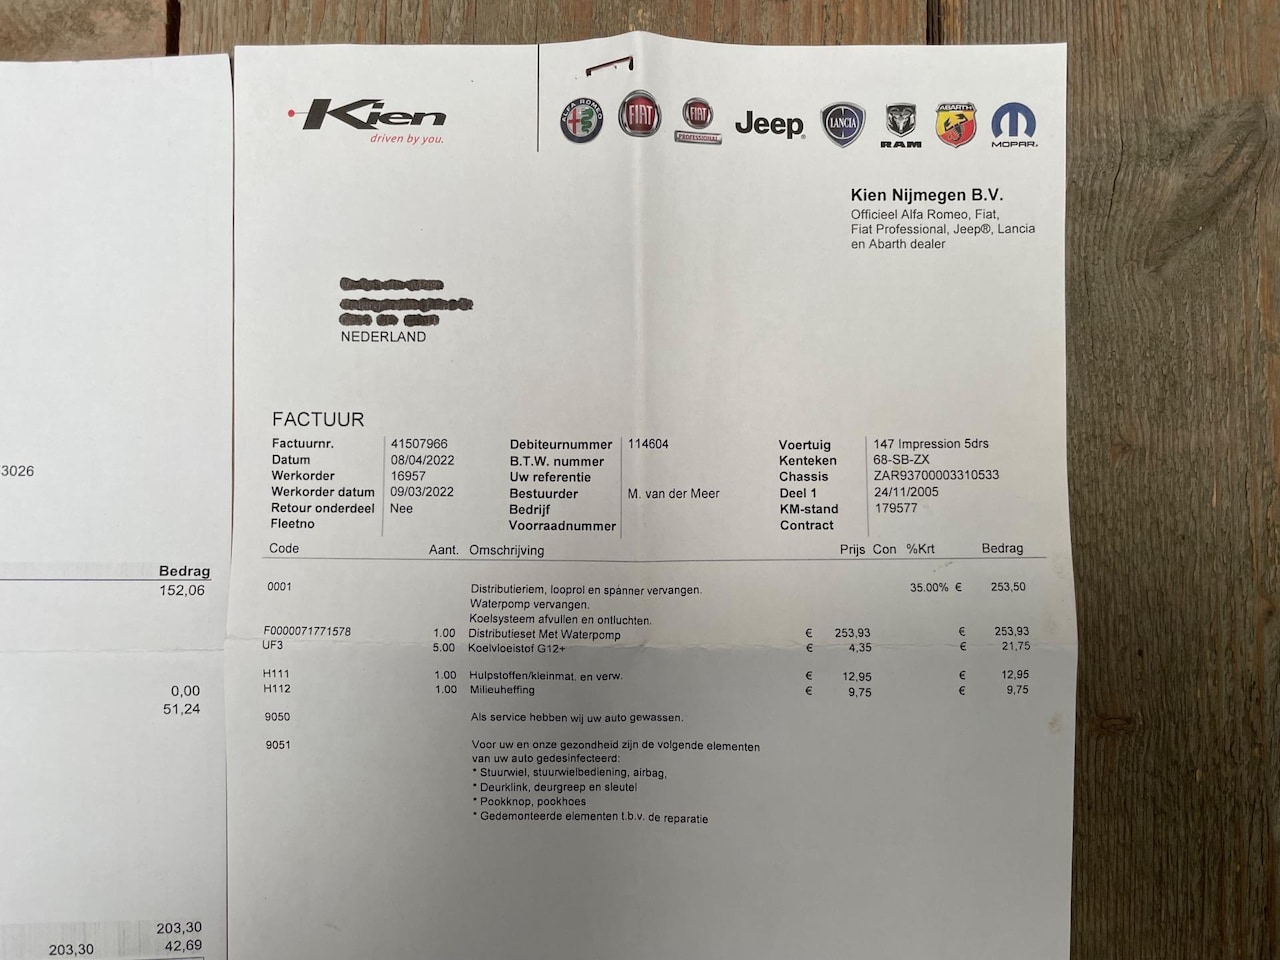 Kien
driven by you.
ALFA ROMEO
FIAT
FIAT
PROFESSIONAL
Jeep®
LANCIA
RAM
ABARTH
MOPAR.
Kien Nijmegen B.V.
Officieel Alfa Romeo, Fiat,
Fiat Professional, Jeep®, Lancia
en Abarth dealer
NEDERLAND
FACTUUR
Factuurnr. 41507966 Debiteurnummer 114604 Voertuig 147 Impression 5drs
Datum 08/04/2022 B.T.W. nummer Kenteken 68-SB-ZX
Werkorder 16957 Uw referentie Chassis ZAR93700003310533
Werkorder datum 09/03/2022 Bestuurder M. van der Meer Deel 1 24/11/2005
Retour onderdeel Nee Bedrijf KM-stand 179577
Fleetno Voorraadnummer Contract
Code Aant. Omschrijving Prijs Con %Krt Bedrag
0001 Distributieriem, looprol en spanner vervangen. 35.00% € 253,50
Waterpomp vervangen.
Koelsysteem afvullen en ontluchten.
F0000071771578 1.00 Distributieset Met Waterpomp € 253,93 € 253,93
UF3 5.00 Koelvloeistof G12+ € 4,35 € 21,75
H111 1.00 Hulpstoffen/kleinmat. en verw. € 12,95 € 12,95
H112 1.00 Milieuheffing € 9,75 € 9,75
9050 Als service hebben wij uw auto gewassen.
9051 Voor uw en onze gezondheid zijn de volgende elementen
van uw auto gedesinfecteerd:
* Stuurwiel, stuurwielbediening, airbag,
* Deurklink, deurgreep en sleutel
* Pookknop, pookhoes
* Gedemonteerde elementen t.b.v. de reparatie
3026
Bedrag
152,06
0,00
51,24
203,30
203,30 42,69